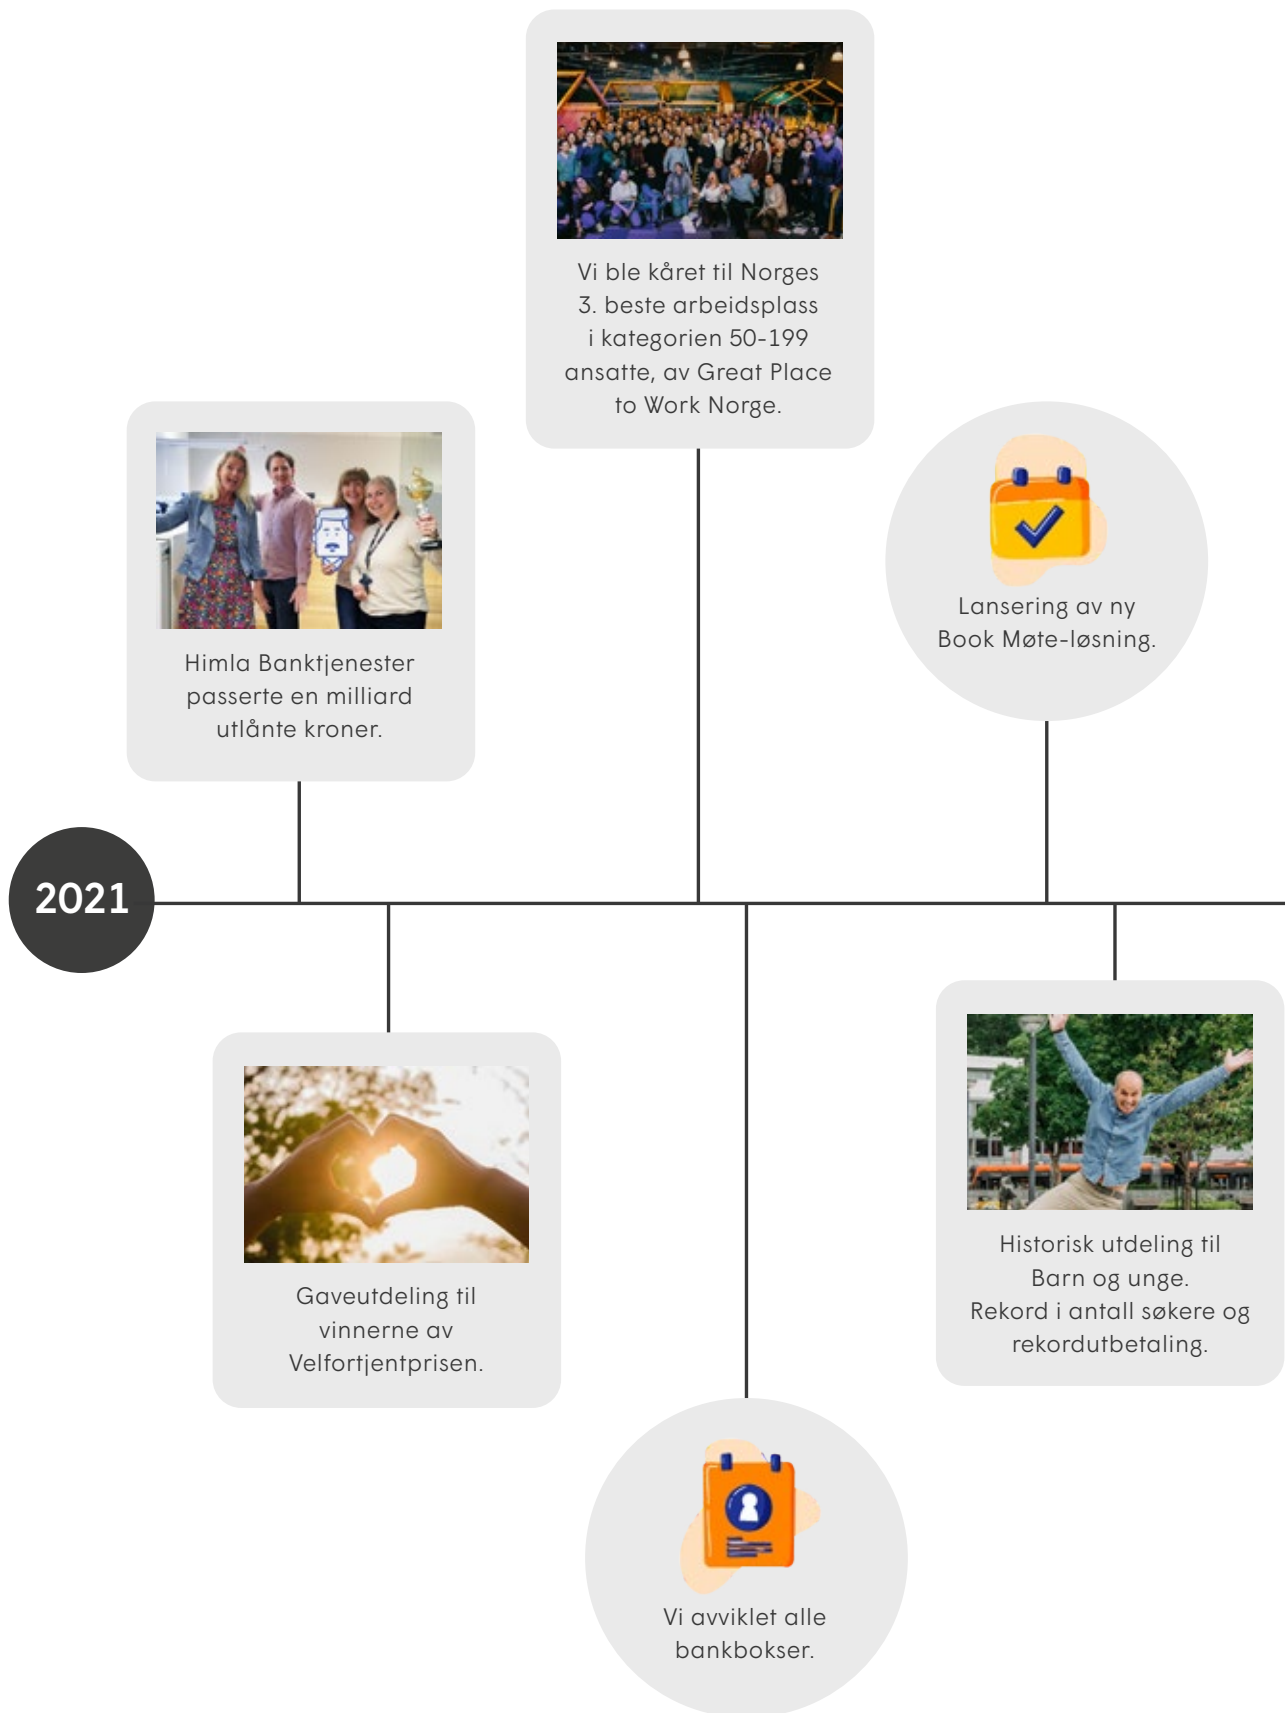 Vi ble kåret til Norges
3. beste arbeidsplass
i kategorien 50-199
ansatte, av Great Place
to Work Norge.
Himla Banktjenester
passerte en milliard
utlånte kroner.
Lansering av ny
Book Møte-løsning.
2021
Gaveutdeling til
vinnerne av
Velfortjentprisen.
Historisk utdeling til
Barn og unge.
Rekord i antall søkere og
rekordutbetaling.
Vi avviklet alle
bankbokser.